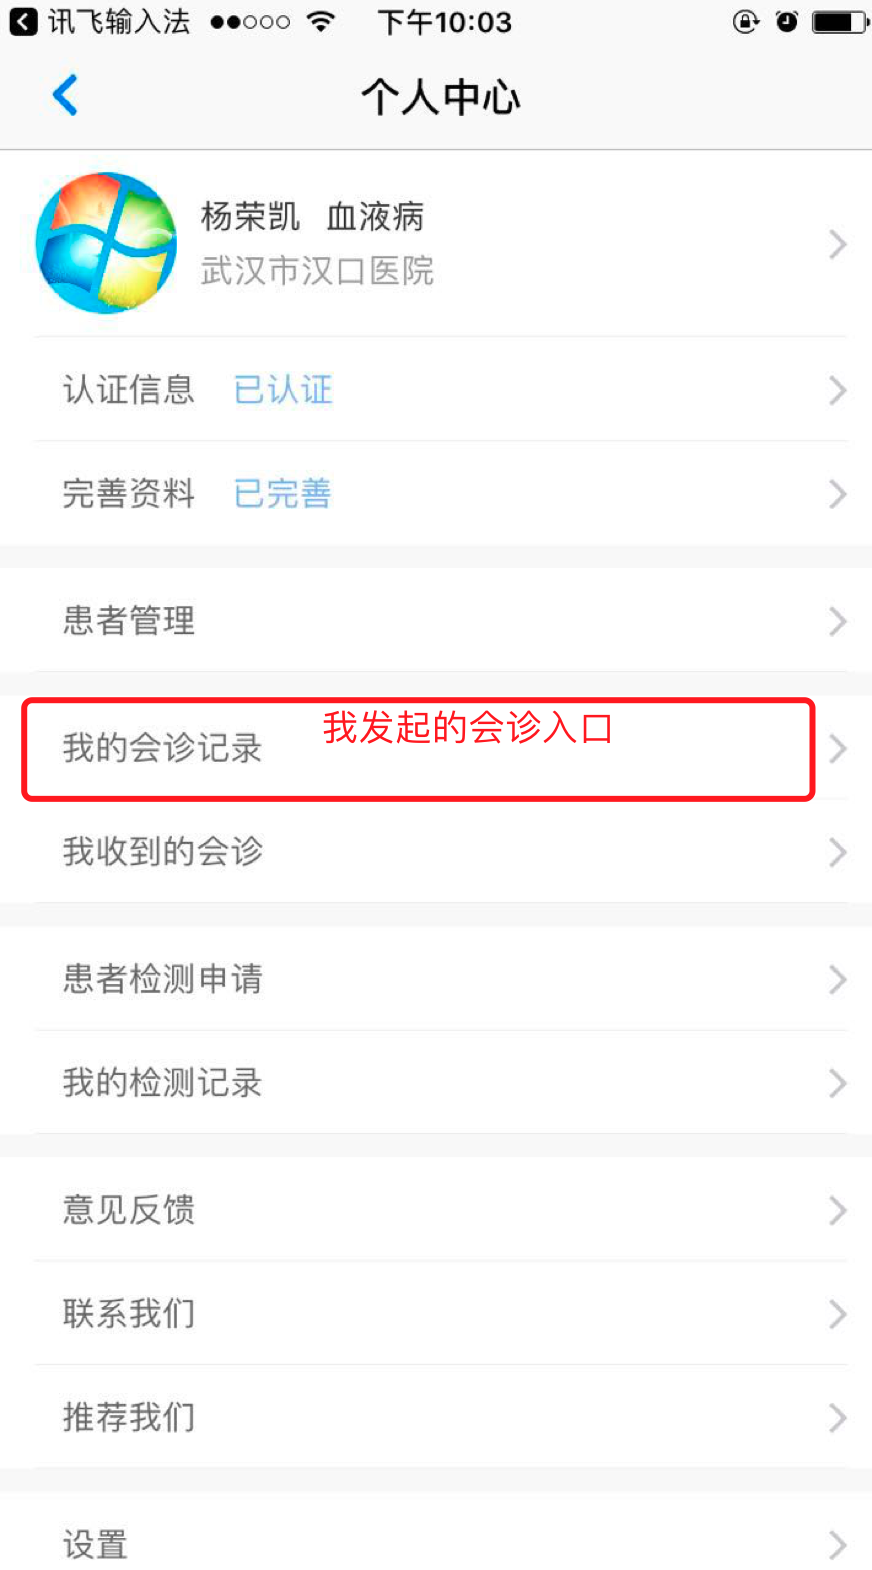 讯飞输入法 下午10:03
个人中心
杨荣凯 血液病
武汉市汉口医院
认证信息 已认证
完善资料 已完善
患者管理
我的会诊记录 我发起的会诊入口
我收到的会诊
患者检测申请
我的检测记录
意见反馈
联系我们
推荐我们
设置